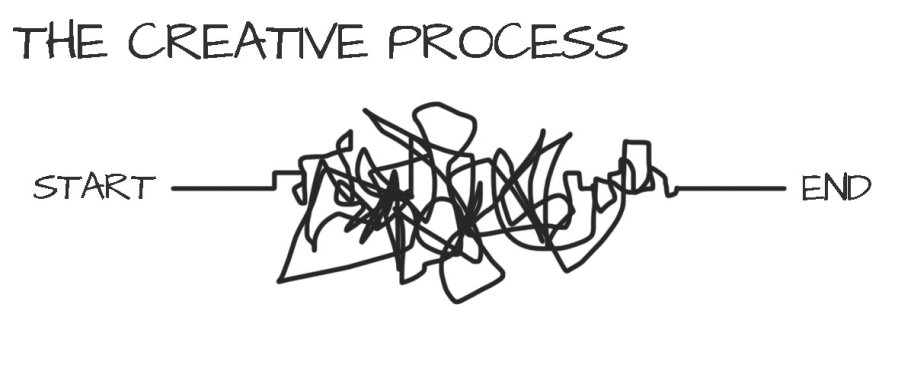 THE CREATIVE PROCESS
START
END